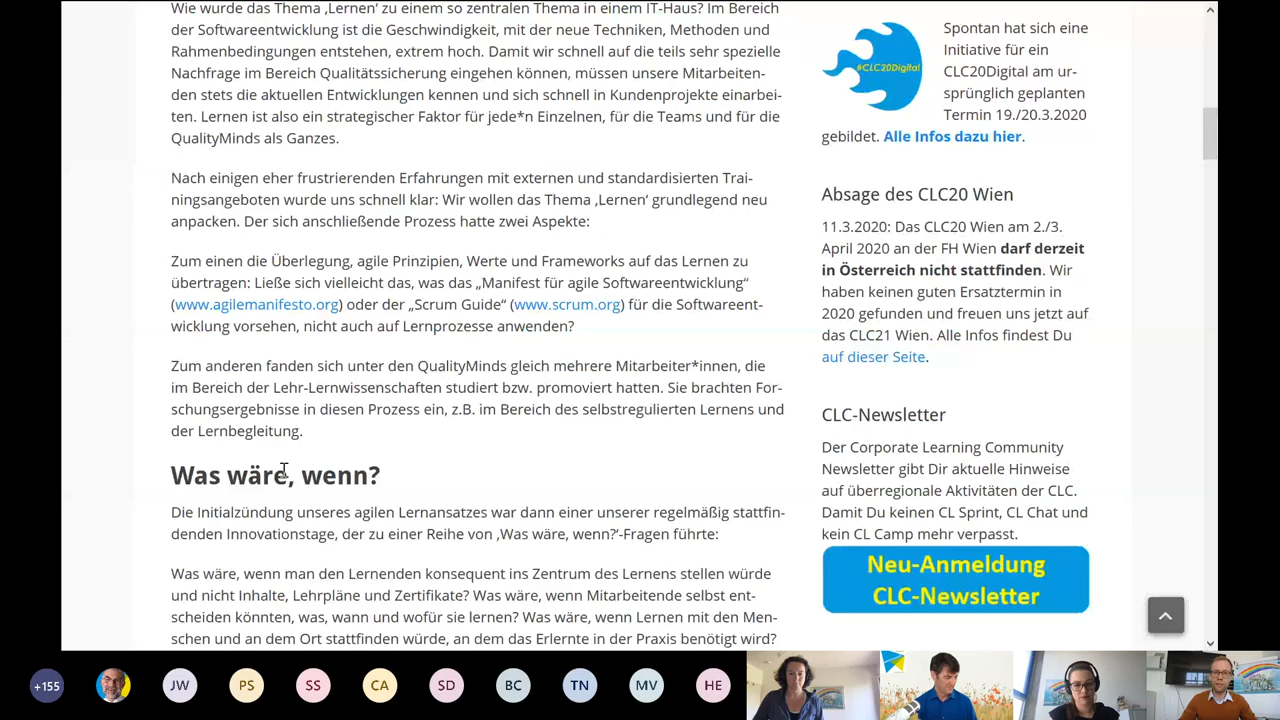 Wie wurde das Thema ‚Lernen‘ zu einem so zentralen Thema in einem IT-Haus? Im Bereich
der Softwareentwicklung ist die Geschwindigkeit, mit der neue Techniken, Methoden und
Rahmenbedingungen entstehen, extrem hoch. Damit wir schnell auf die teils sehr spezielle
Nachfrage im Bereich Qualitätssicherung eingehen können, müssen unsere Mitarbeiten-
den stets die aktuellen Entwicklungen kennen und sich schnell in Kundenprojekte einarbei-
ten. Lernen ist also ein strategischer Faktor für jede*n Einzelnen, für die Teams und für die
QualityMinds als Ganzes.
Nach einigen eher frustrierenden Erfahrungen mit externen und standardisierten Trai-
ningsangeboten wurde uns schnell klar: Wir wollen das Thema ‚Lernen‘ grundlegend neu
anpacken. Der sich anschließende Prozess hatte zwei Aspekte:
Zum einen die Überlegung, agile Prinzipien, Werte und Frameworks auf das Lernen zu
übertragen: Ließe sich vielleicht das, was das „Manifest für agile Softwareentwicklung“
(www.agilemanifesto.org) oder der „Scrum Guide“ (www.scrum.org) für die Softwareent-
wicklung vorsehen, nicht auch auf Lernprozesse anwenden?
Zum anderen fanden sich unter den QualityMinds gleich mehrere Mitarbeiter*innen, die
im Bereich der Lehr-Lernwissenschaften studiert bzw. promoviert hatten. Sie brachten For-
schungsergebnisse in diesen Prozess ein, z.B. im Bereich des selbstregulierten Lernens und
der Lernbegleitung.
Was wäre, wenn?
Die Initialzündung unseres agilen Lernansatzes war dann einer unserer regelmäßig stattfin-
denden Innovationstage, der zu einer Reihe von ‚Was wäre, wenn?‘-Fragen führte:
Was wäre, wenn man den Lernenden konsequent ins Zentrum des Lernens stellen würde
und nicht Inhalte, Lehrpläne und Zertifikate? Was wäre, wenn Mitarbeitende selbst ent-
scheiden könnten, was, wann und wofür sie lernen? Was wäre, wenn Lernen mit den Men-
schen und an dem Ort stattfinden würde, an dem das Erlernte in der Praxis benötigt wird?
#CLC20Digital
Spontan hat sich eine
Initiative für ein
CLC20Digital am ur-
sprünglich geplanten
Termin 19./20.3.2020
gebildet. Alle Infos dazu hier.
Absage des CLC20 Wien
11.3.2020: Das CLC20 Wien am 2./3.
April 2020 an der FH Wien darf derzeit
in Österreich nicht stattfinden. Wir
haben keinen guten Ersatztermin in
2020 gefunden und freuen uns jetzt auf
das CLC21 Wien. Alle Infos findest Du
auf dieser Seite.
CLC-Newsletter
Der Corporate Learning Community
Newsletter gibt Dir aktuelle Hinweise
auf überregionale Aktivitäten der CLC.
Damit Du keinen CL Sprint, CL Chat und
kein CL Camp mehr verpasst.
Neu-Anmeldung
CLC-Newsletter
+155 JW PS SS CA SD BC TN MV HE